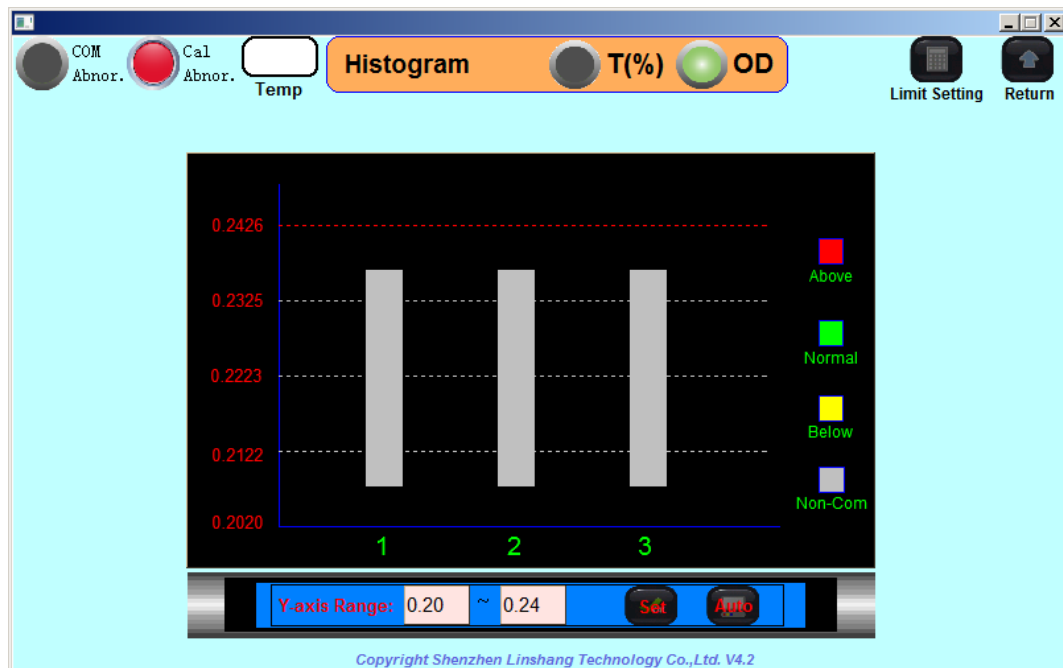 COM
Abnor.
Cal
Abnor.
Temp
Histogram
T(%)
OD
Limit Setting
Return
0.2426
0.2325
0.2223
0.2122
0.2020
1
2
3
Above
Normal
Below
Non-Com
Y-axis Range:
0.20
~
0.24
Set
Auto
Copyright Shenzhen Linshang Technology Co.,Ltd. V4.2